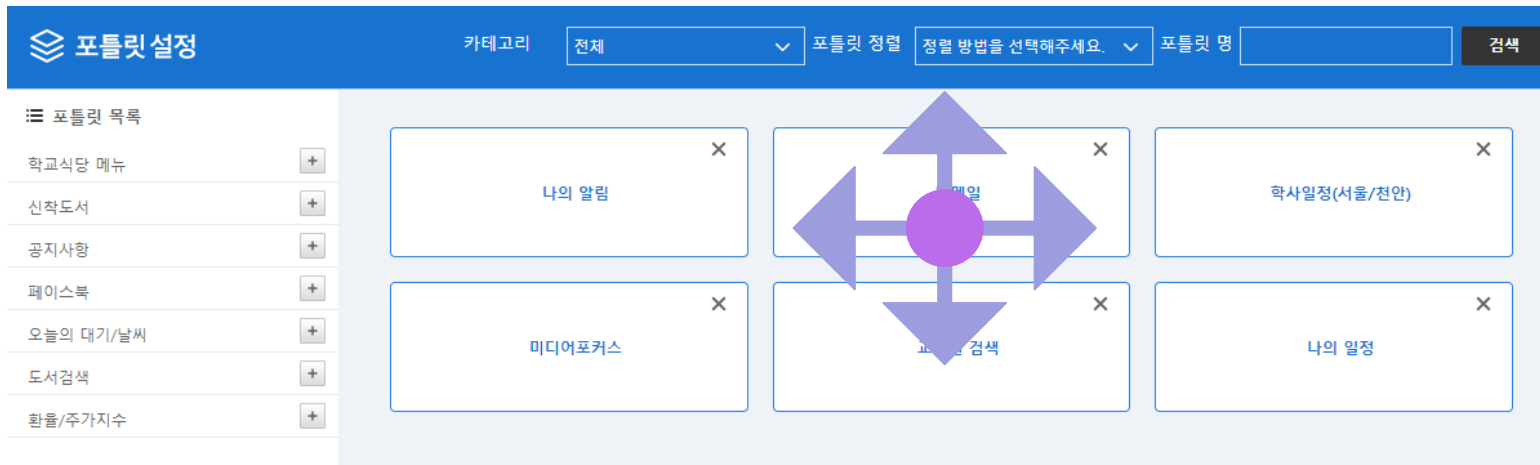 포틀릿 설정
카테고리 전체 포틀릿 정렬 정렬 방법을 선택해주세요. 포틀릿 명 검색
포틀릿 목록
학교식당 메뉴
신착도서
공지사항
페이스북
오늘의 대기/날씨
도서검색
환율/주가지수
나의 알림
학사일정(서울/천안)
미디어포커스
검색
나의 일정